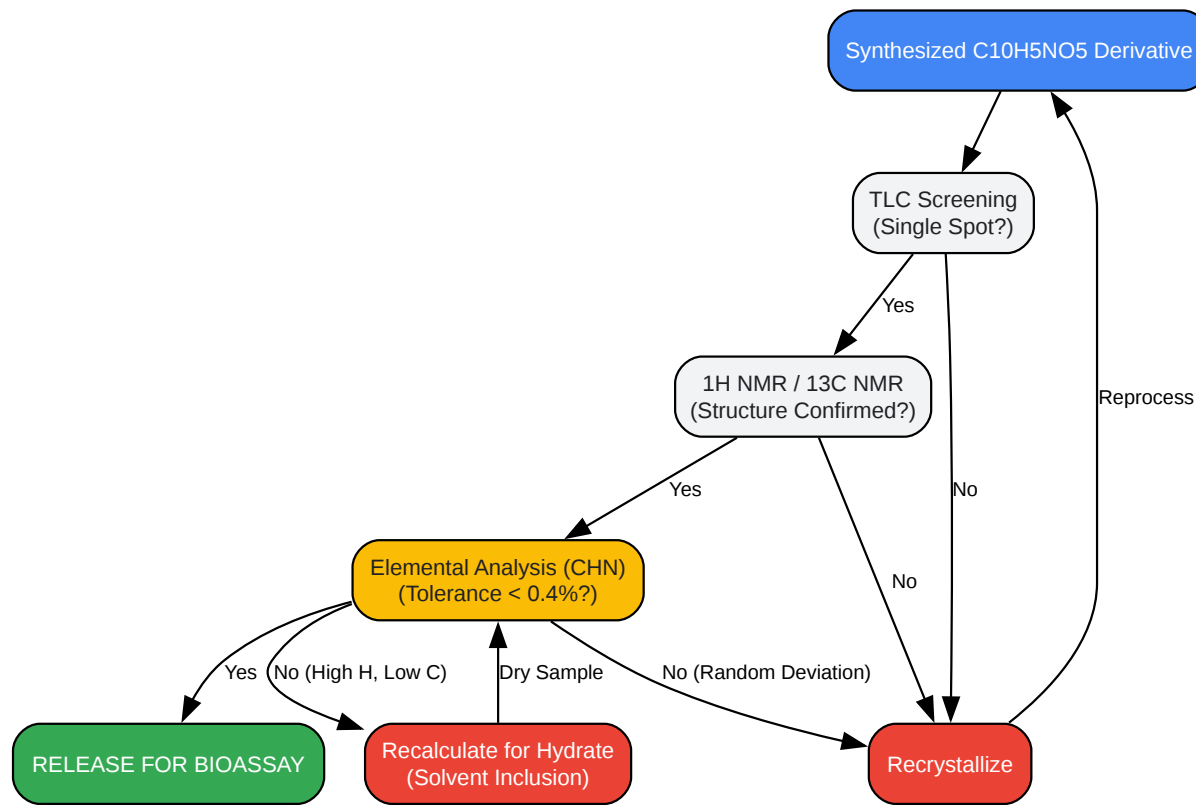 Synthesized C10H5NO5 Derivative
TLC Screening
(Single Spot?)
Yes
1H NMR / 13C NMR
(Structure Confirmed?)
Reprocess
Yes
No
Elemental Analysis (CHN)
(Tolerance < 0.4%?)
No
Yes
No (High H, Low C)
Dry Sample
No (Random Deviation)
RELEASE FOR BIOASSAY
Recalculate for Hydrate
(Solvent Inclusion)
Recrystallize